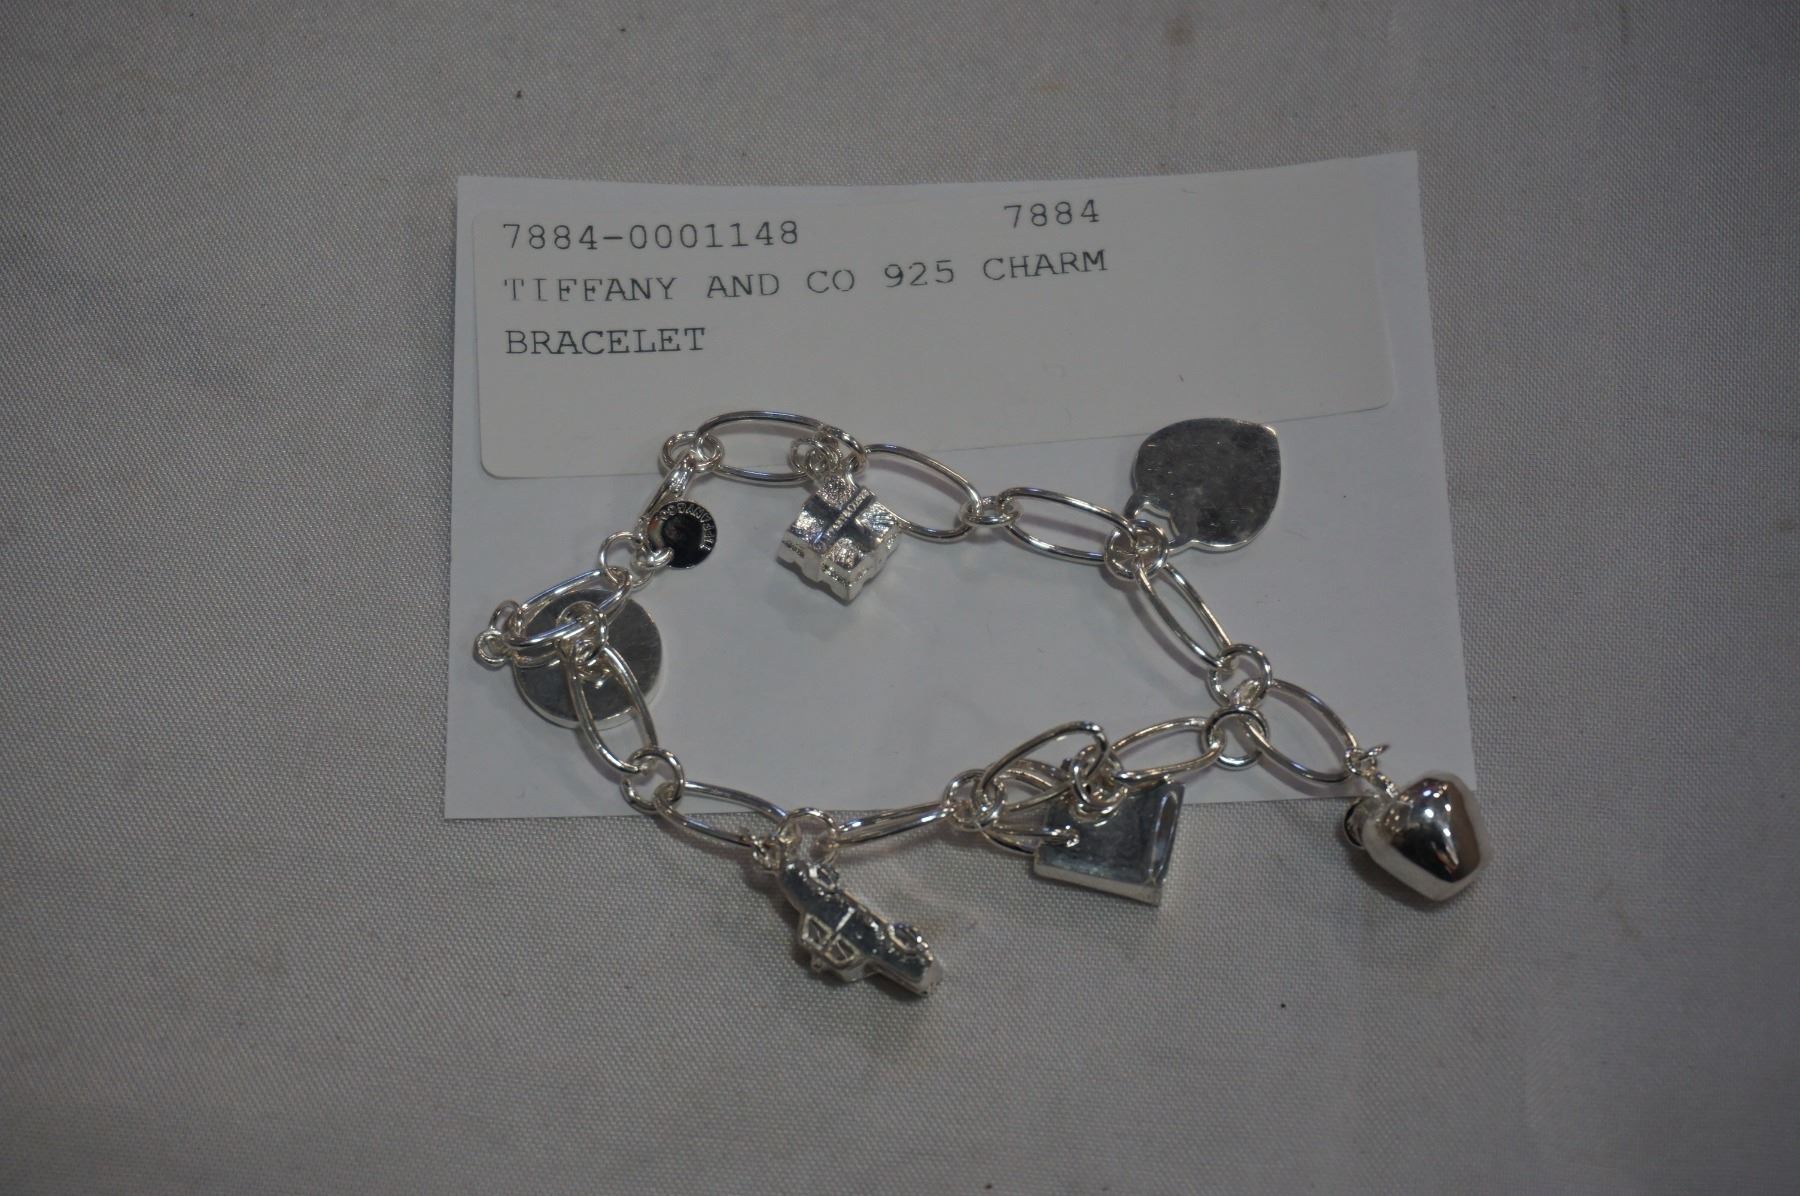 7884-0001148 7884
TIFFANY AND CO 925 CHARM
BRACELET